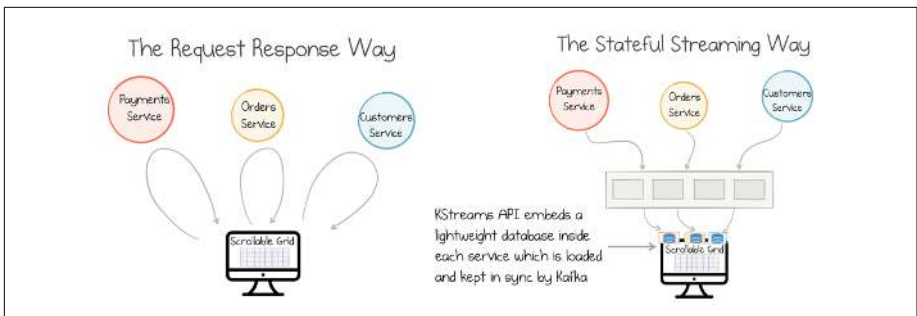 The Request Response Way
Payments
Service
Orders
Service
Customers
Service
Scrollable Grid
The Stateful Streaming Way
Payments
Service
Orders
Service
Customers
Service
KStreams API embeds a
lightweight database inside
each service which is loaded
and kept in sync by Kafka
Scrollable Grid